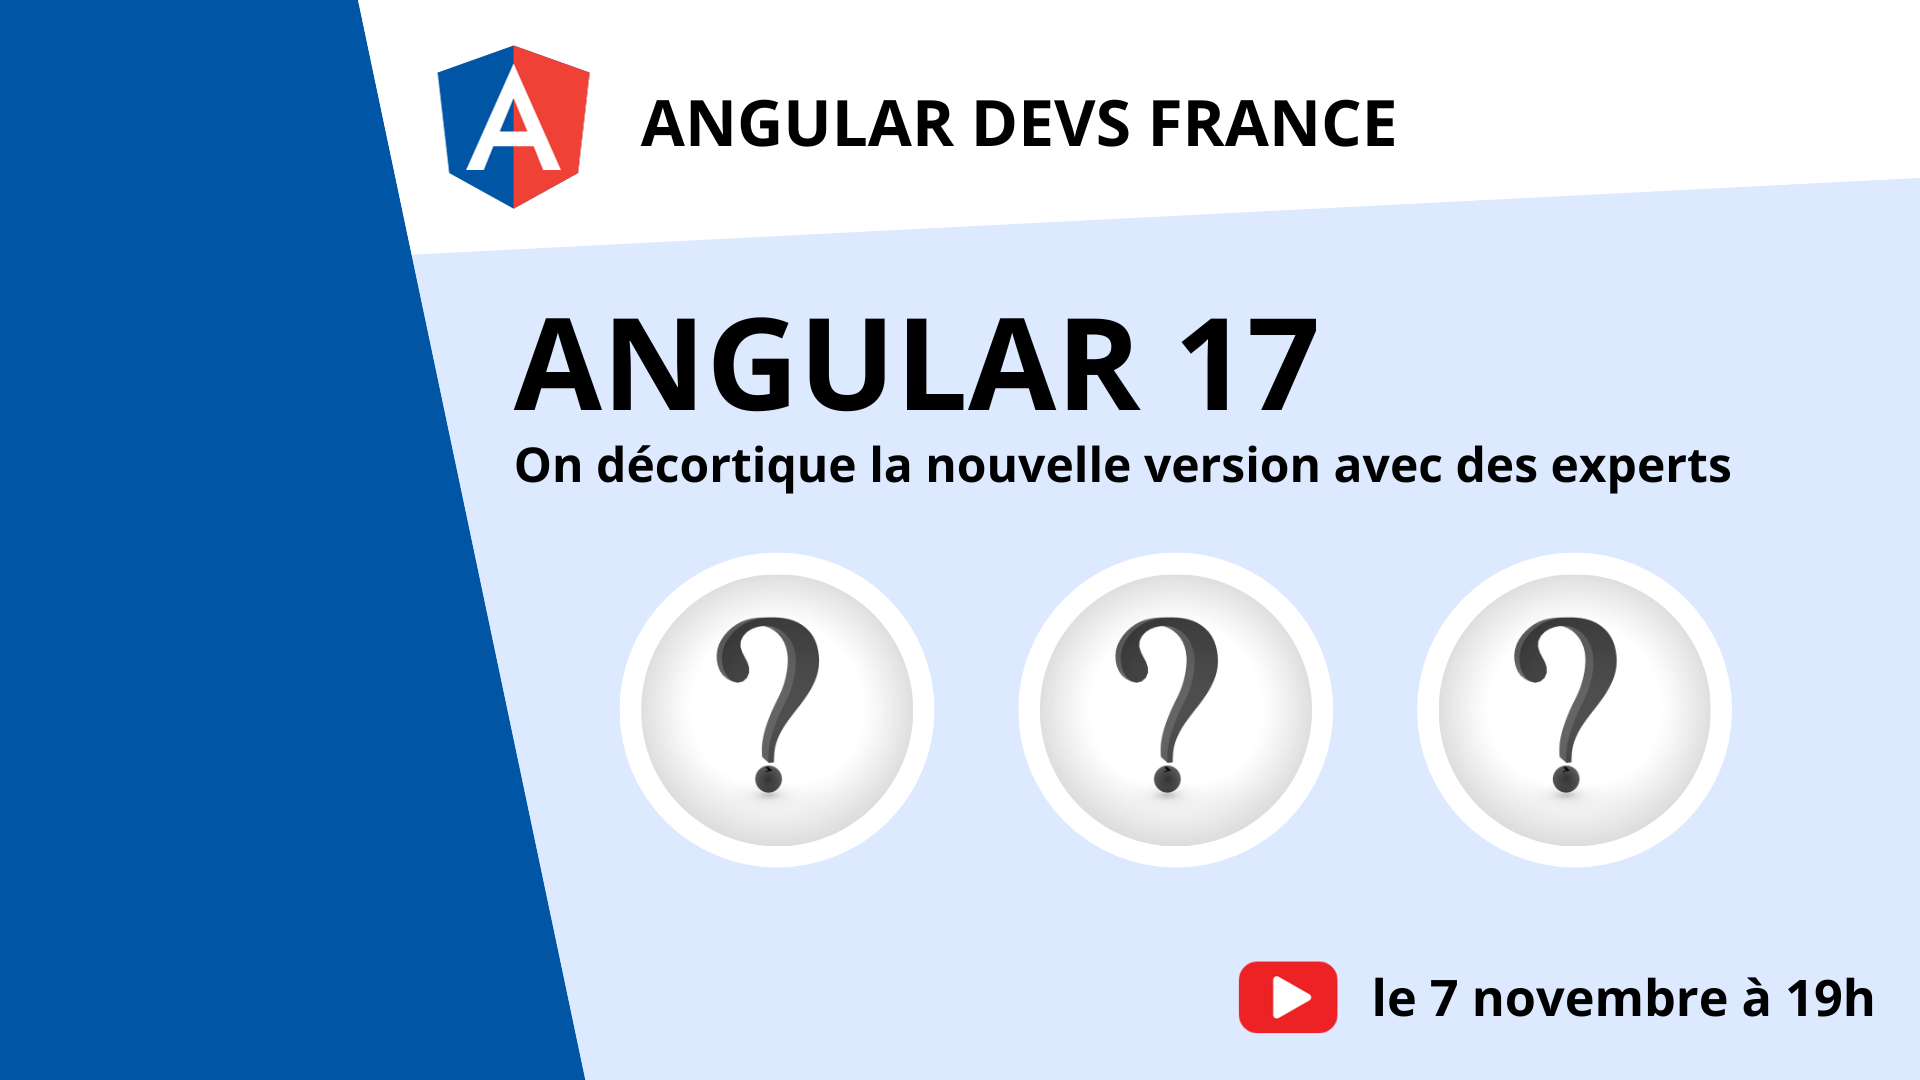 A
ANGULAR DEVS FRANCE
ANGULAR 17
On décortique la nouvelle version avec des experts
? ? ?
le 7 novembre à 19h